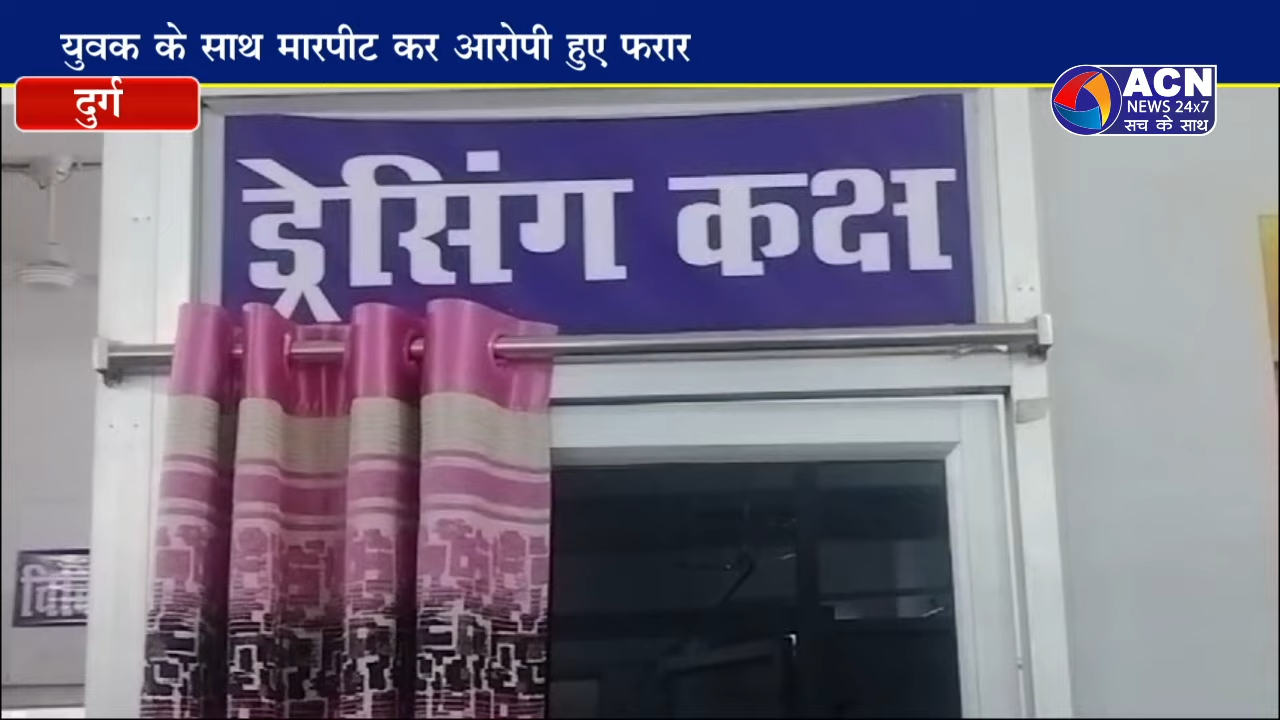 युवक के साथ मारपीट कर आरोपी हुए फरार
दुर्ग
ACN
NEWS 24x7
सच के साथ
ड्रेसिंग कक्ष